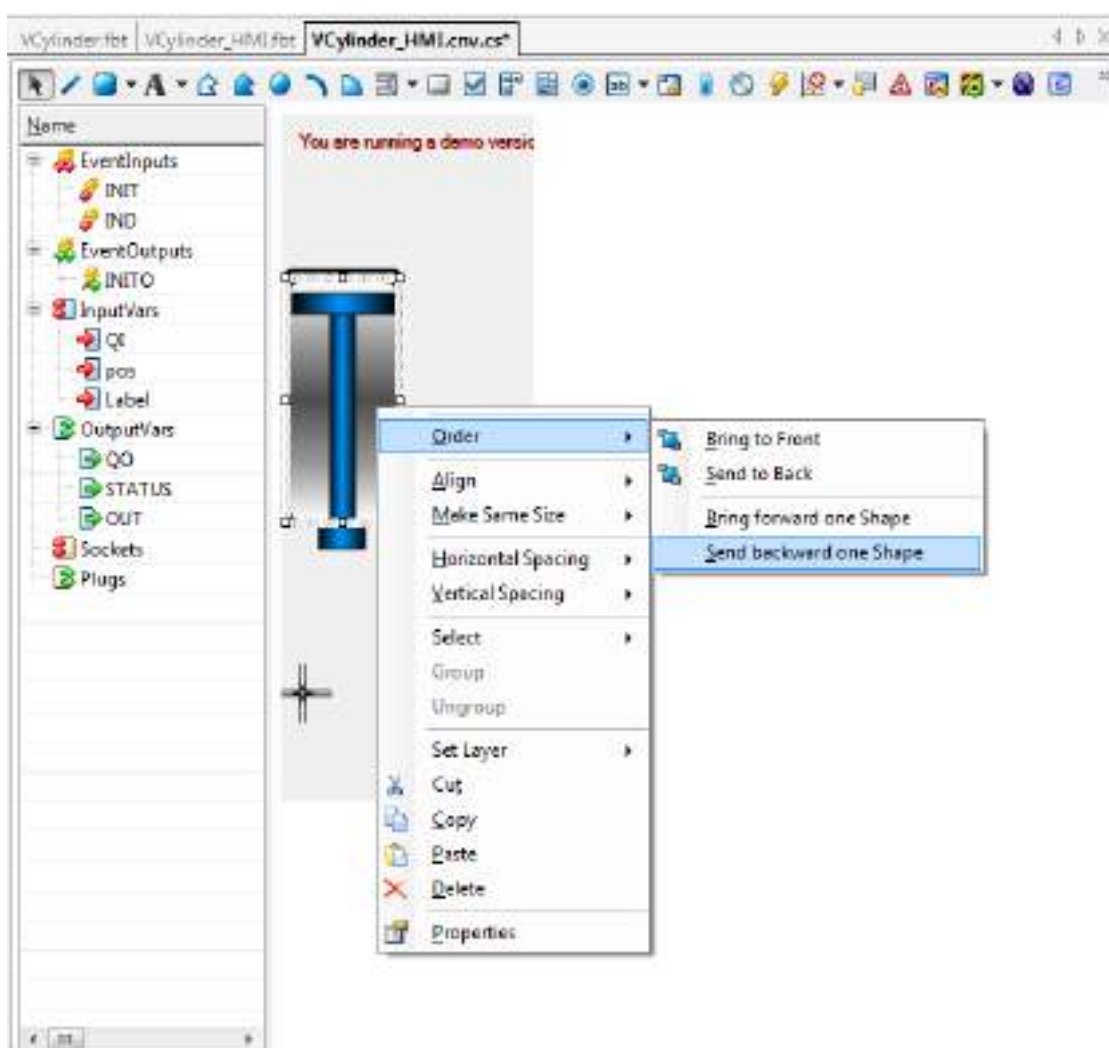 VCylinder.fbt VCylinder_HMI.fbt VCylinder_HMI.cnv.cs*
Name
You are running a demo versio
EventInputs
INIT
IND
EventOutputs
INITO
InputVars
QI
pos
Label
OutputVars
QO
STATUS
OUT
Sockets
Plugs
Order
Align
Make Same Size
Horizontal Spacing
Vertical Spacing
Select
Group
Ungroup
Set Layer
Cut
Copy
Paste
Delete
Properties
Bring to Front
Send to Back
Bring forward one Shape
Send backward one Shape